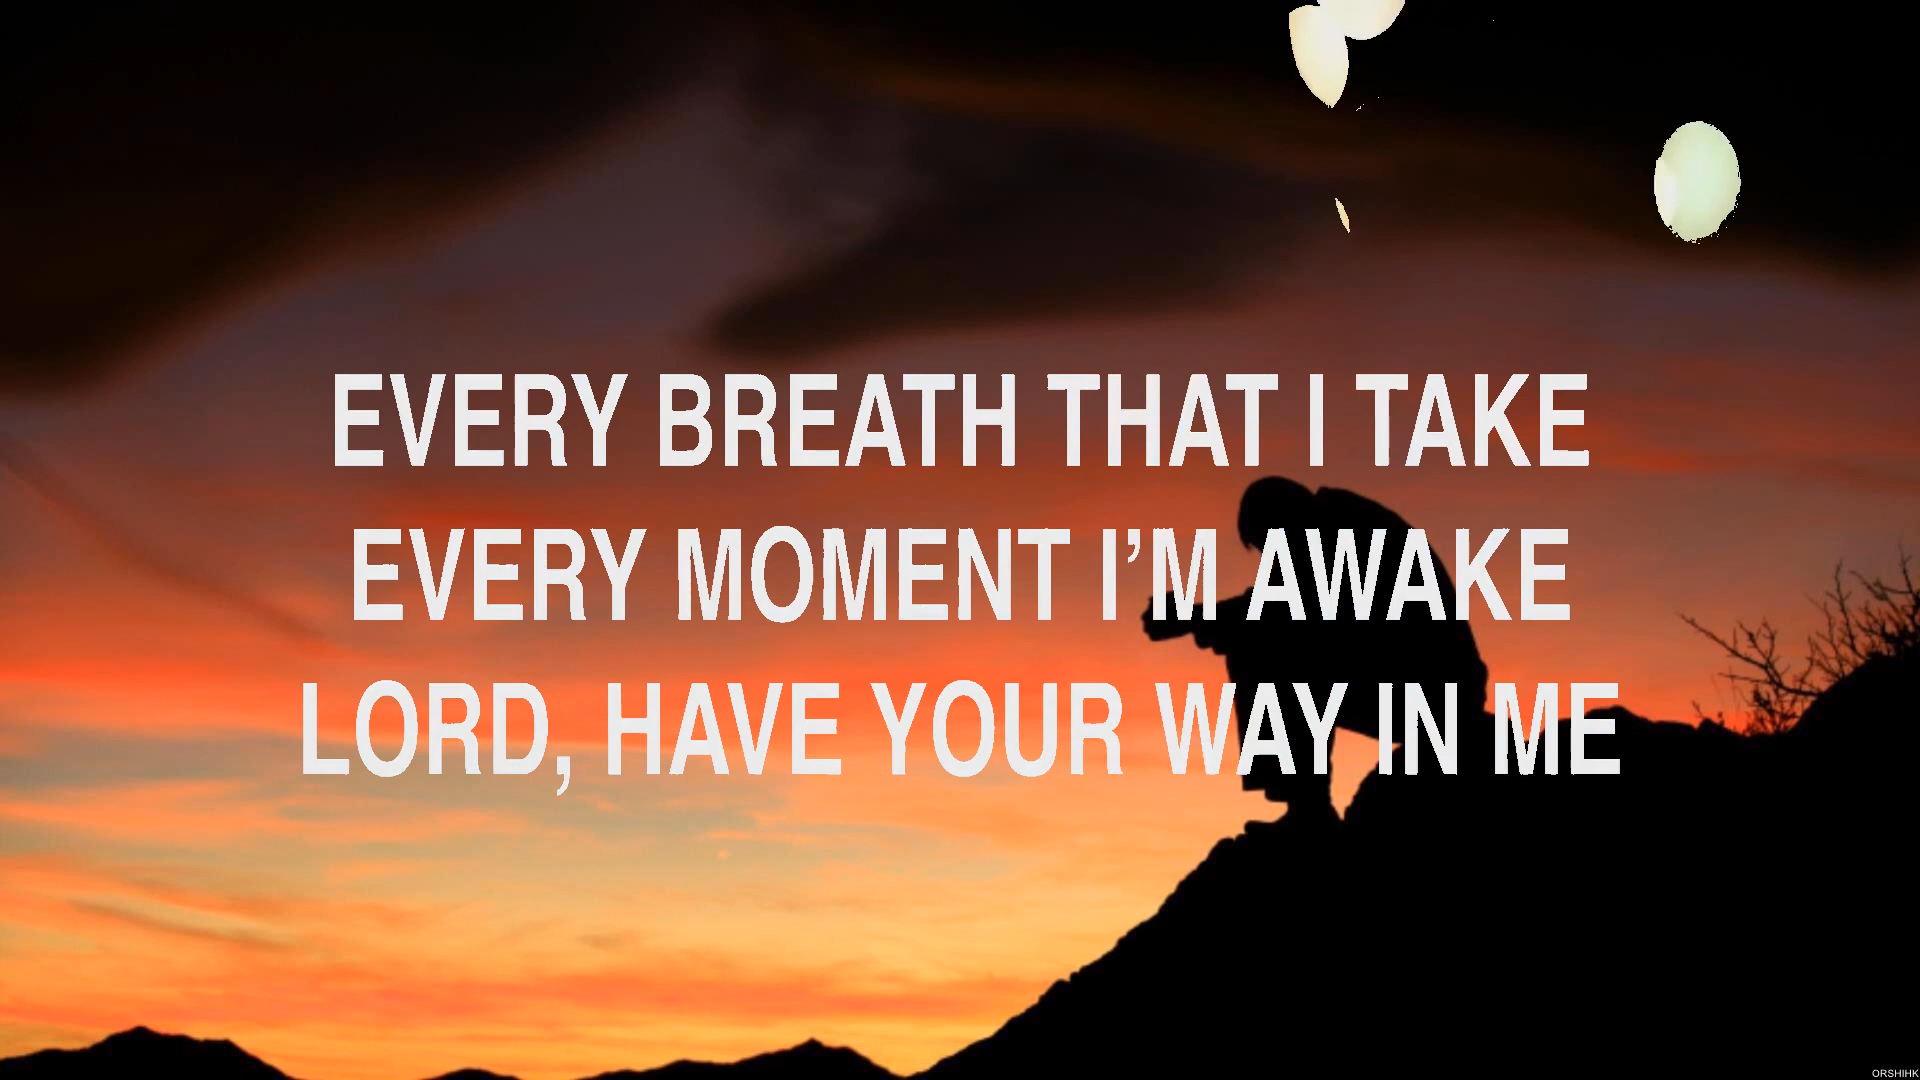 EVERY BREATH THAT I TAKE
EVERY MOMENT I’M AWAKE
LORD, HAVE YOUR WAY IN ME
ORSHIHK